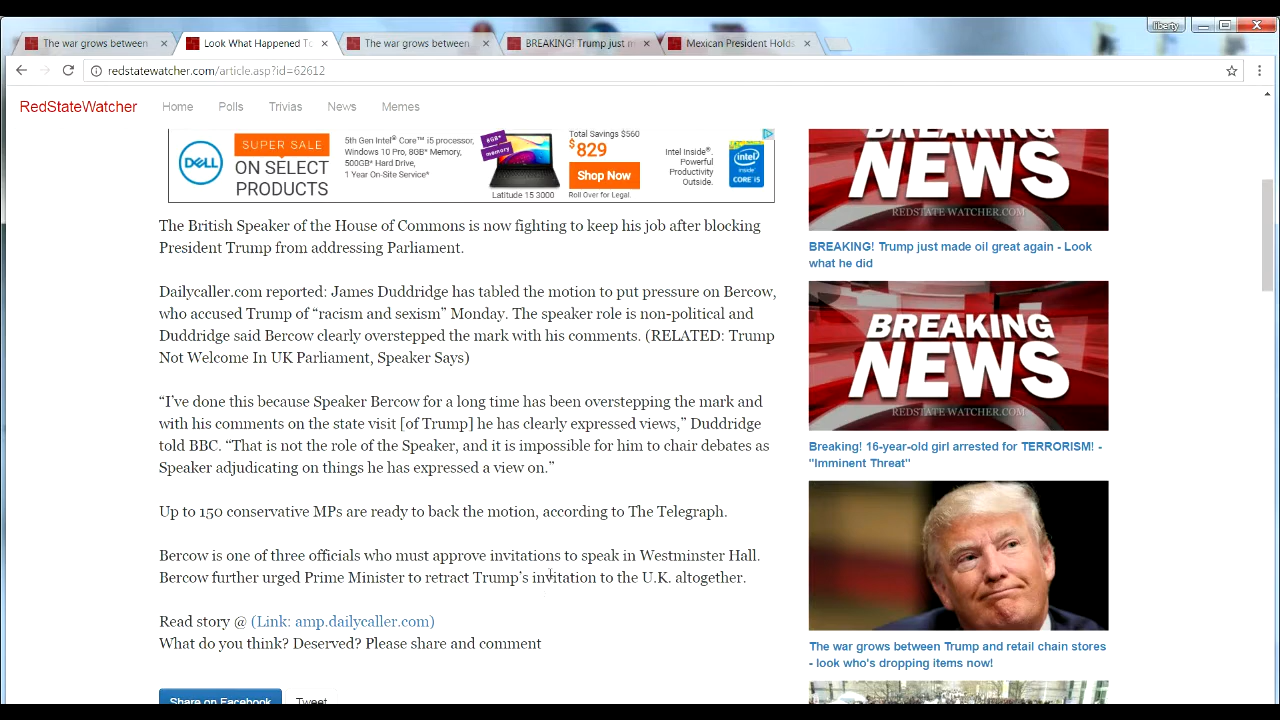 liberty
The war grows between
Look What Happened To
The war grows between
BREAKING! Trump just m
Mexican President Holds
redstatewatcher.com/article.asp?id=62612
RedStateWatcher
Home
Polls
Trivias
News
Memes
DELL
SUPER SALE
ON SELECT
PRODUCTS
5th Gen Intel® Core™ i5 processor,
Windows 10 Pro, 8GB* Memory,
500GB* Hard Drive,
1 Year On-Site Service*
8GB*
memory
Latitude 15 3000
Total Savings $560
$829
Shop Now
Roll Over for Legal
Intel Inside®.
Powerful
Productivity
Outside.
intel
inside
CORE i5
The British Speaker of the House of Commons is now fighting to keep his job after blocking
President Trump from addressing Parliament.
Dailycaller.com reported: James Duddridge has tabled the motion to put pressure on Bercow,
who accused Trump of “racism and sexism” Monday. The speaker role is non-political and
Duddridge said Bercow clearly overstepped the mark with his comments. (RELATED: Trump
Not Welcome In UK Parliament, Speaker Says)
“I’ve done this because Speaker Bercow for a long time has been overstepping the mark and
with his comments on the state visit [of Trump] he has clearly expressed views,” Duddridge
told BBC. “That is not the role of the Speaker, and it is impossible for him to chair debates as
Speaker adjudicating on things he has expressed a view on.”
Up to 150 conservative MPs are ready to back the motion, according to The Telegraph.
Bercow is one of three officials who must approve invitations to speak in Westminster Hall.
Bercow further urged Prime Minister to retract Trump’s invitation to the U.K. altogether.
Read story @ (Link: amp.dailycaller.com)
What do you think? Deserved? Please share and comment
Share on Facebook
Tweet
BREAKING
NEWS
REDSTATE WATCHER.COM
BREAKING! Trump just made oil great again - Look
what he did
BREAKING
NEWS
REDSTATE WATCHER.COM
Breaking! 16-year-old girl arrested for TERRORISM! -
"Imminent Threat"
The war grows between Trump and retail chain stores
- look who's dropping items now!